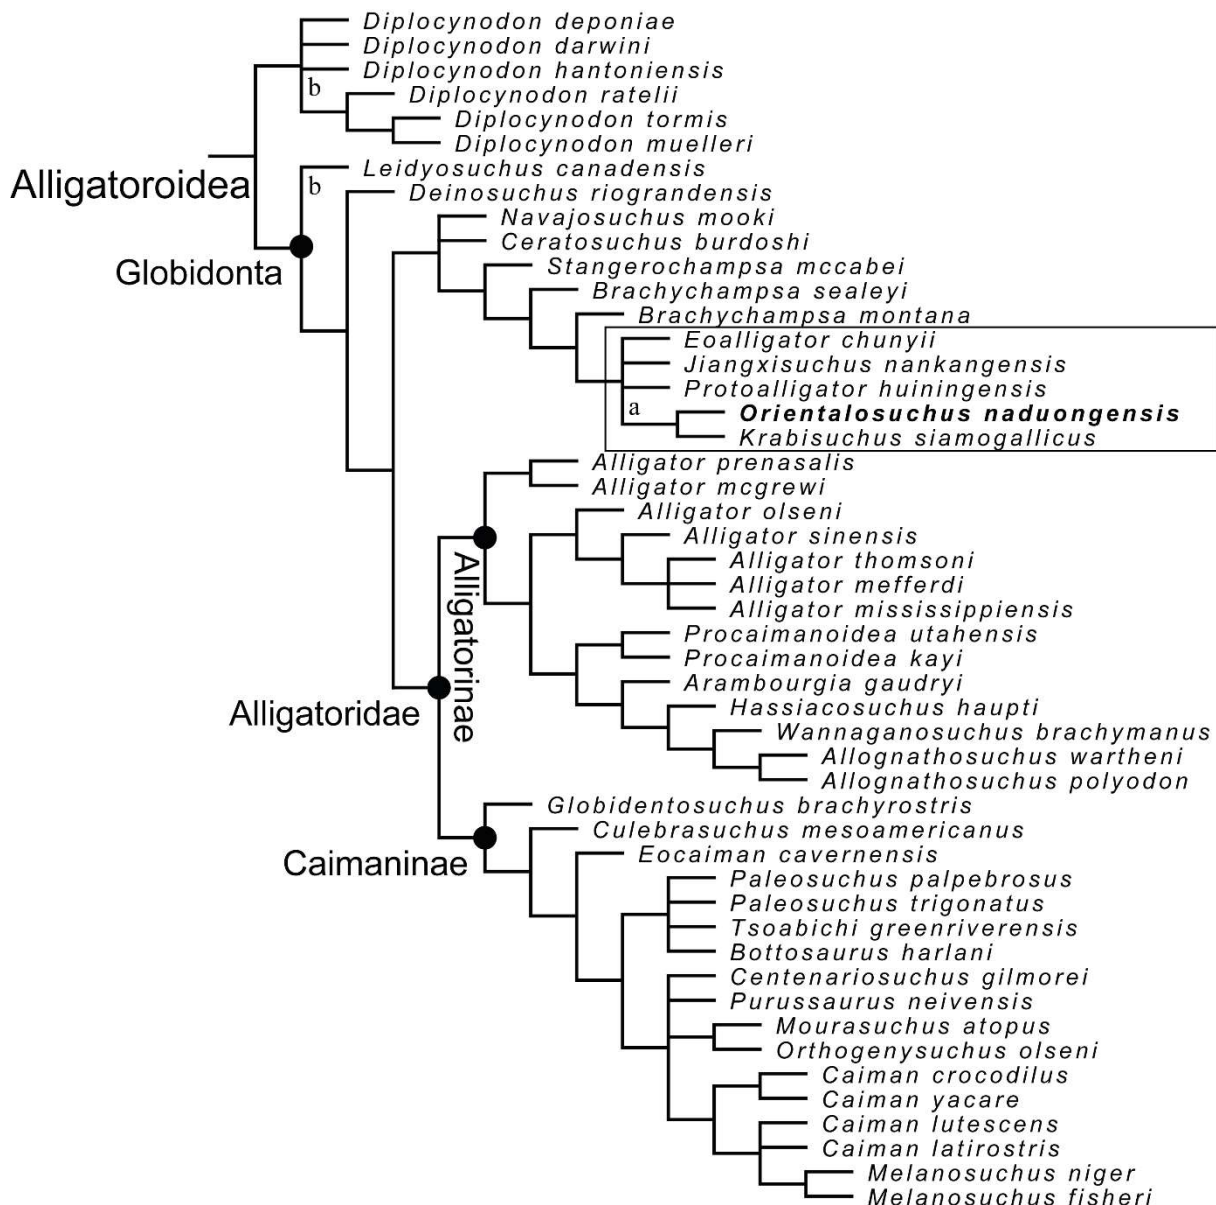 Diplocynodon deponiae
Diplocynodon darwini
Diplocynodon hantoniensis
b
Diplocynodon ratelii
Diplocynodon tormis
Diplocynodon muelleri
Alligatoroidea
Leidyosuchus canadensis
b
Deinosuchus riograndensis
Globidonta
Navajosuchus mooki
Ceratosuchus burdoshi
Stangerochampsa mccabei
Brachychampsa sealeyi
Brachychampsa montana
Eoalligator chunyii
Jiangxisuchus nankangensis
Protoalligator huiningensis
a
Orientalosuchus naduongensis
Krabisuchus siamogallicus
Alligator prenasalis
Alligator mcgrewi
Alligator olseni
Alligator sinensis
Alligator thomsoni
Alligator mefferdi
Alligator mississippiensis
Alligatorinae
Procaimanoidea utahensis
Procaimanoidea kayi
Arambourgia gaudryi
Alligatoridae
Hassiacosuchus haupti
Wannaganosuchus brachymanus
Allognathosuchus wartheni
Allognathosuchus polyodon
Globidentosuchus brachyrostris
Culebrasuchus mesoamericanus
Caimaninae
Eocaiman cavernensis
Paleosuchus palpebrosus
Paleosuchus trigonatus
Tsoabichi greenriverensis
Bottosaurus harlani
Centenariosuchus gilmorei
Purussaurus neivensis
Mourasuchus atopus
Orthogenysuchus olseni
Caiman crocodilus
Caiman yacare
Caiman lutescens
Caiman latirostris
Melanosuchus niger
Melanosuchus fisheri